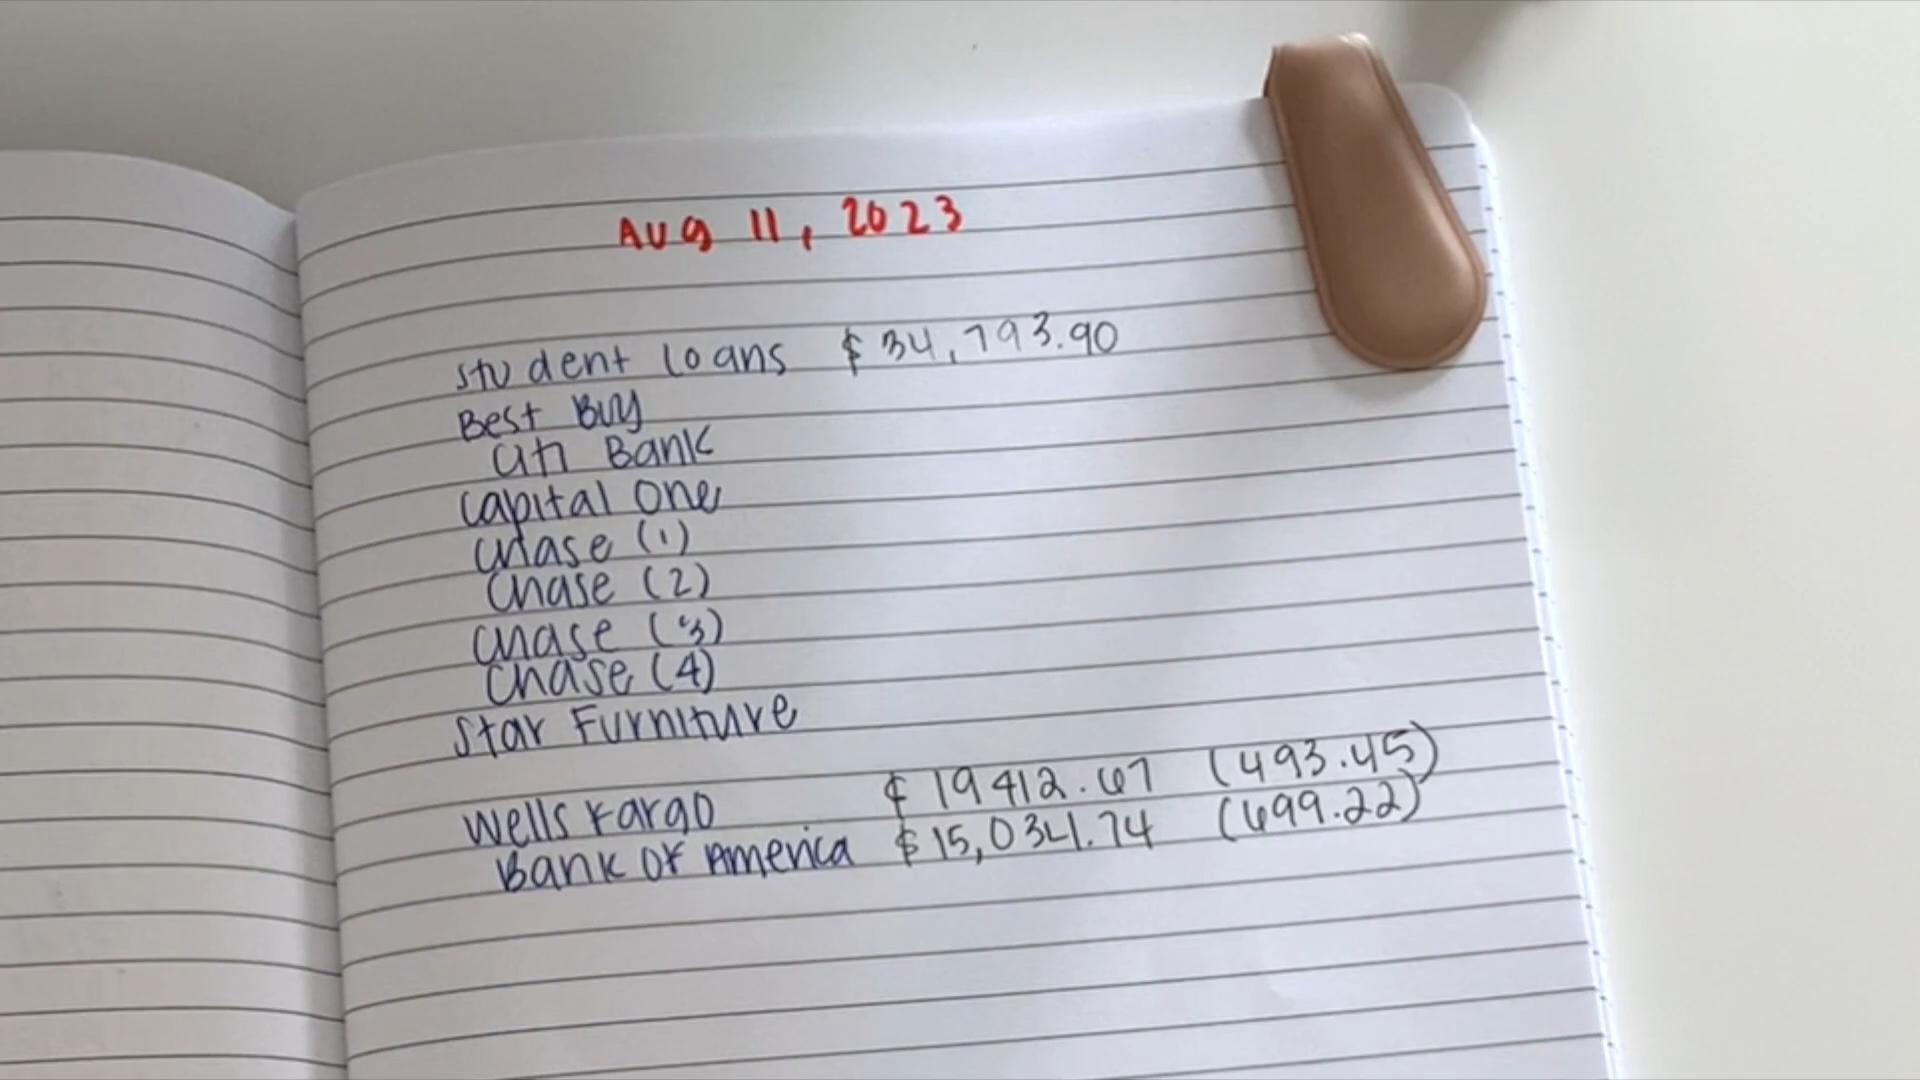 Aug 11, 2023
Student loans $34,793.90
Best Buy
Citi Bank
Capital One
Chase (1)
Chase (2)
Chase (3)
Chase (4)
Star Furniture
Wells Fargo $19412.67 (493.45)
Bank of America $15,034.74 (699.22)